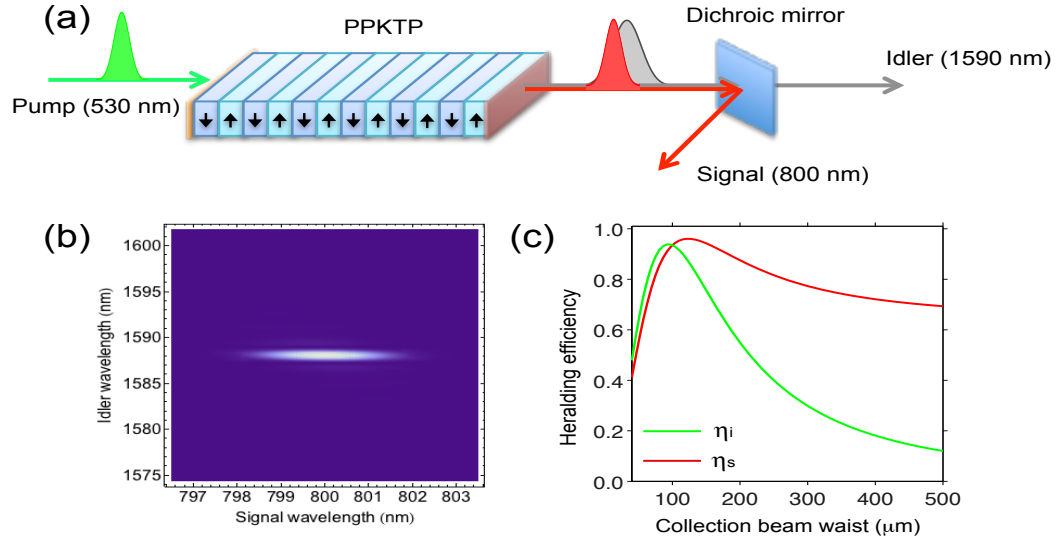 (a)
PPKTP
Dichroic mirror
Idler (1590 nm)
Pump (530 nm)
Signal (800 nm)
(b)
1600
1595
1590
1585
1580
1575
Idler wavelength (nm)
797 798 799 800 801 802 803
Signal wavelength (nm)
(c)
1.0
0.8
0.6
0.4
0.2
0.0
Heralding efficiency
ηi
ηs
100 200 300 400 500
Collection beam waist (μm)